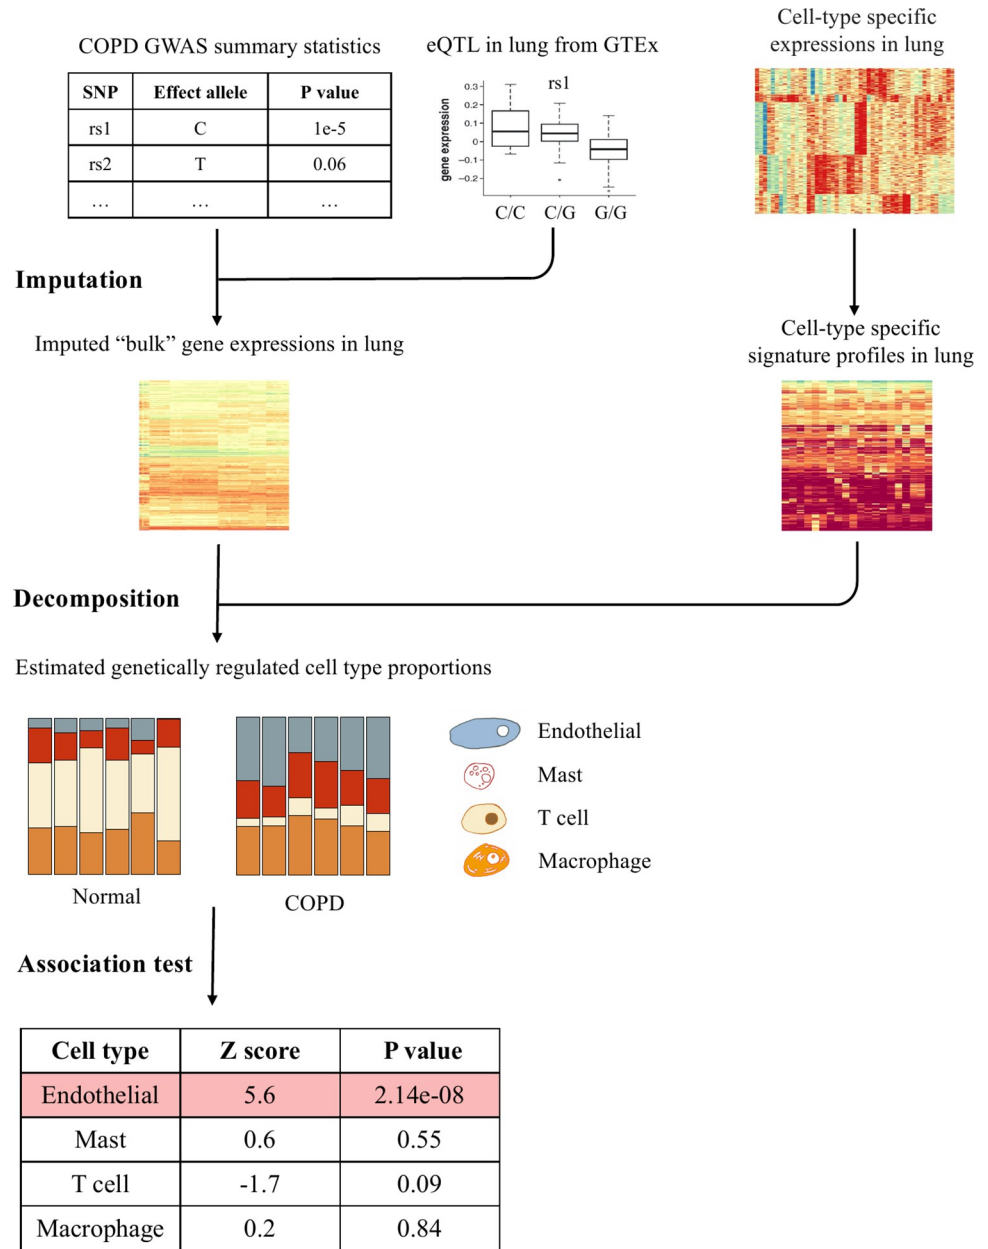 COPD GWAS summary statistics
SNP Effect allele P value
rs1 C 1e-5
rs2 T 0.06
… … …
eQTL in lung from GTEx
rs1
gene expression
0.3
0.2
0.1
0
−0.1
−0.2
C/C C/G G/G
Cell-type specific
expressions in lung
Imputation
Imputed “bulk” gene expressions in lung
Cell-type specific
signature profiles in lung
Decomposition
Estimated genetically regulated cell type proportions
Normal
COPD
Endothelial
Mast
T cell
Macrophage
Association test
Cell type Z score P value
Endothelial 5.6 2.14e-08
Mast 0.6 0.55
T cell -1.7 0.09
Macrophage 0.2 0.84